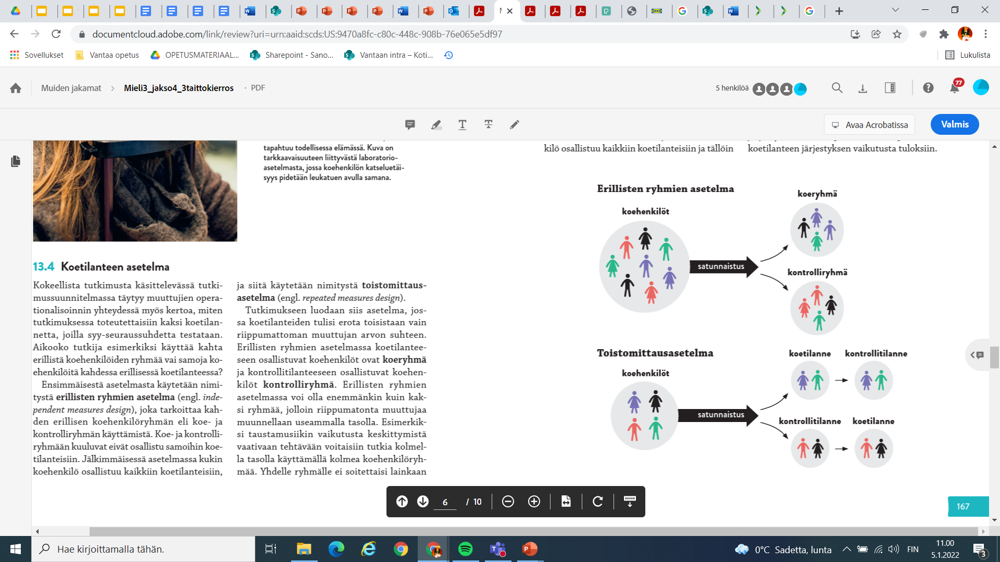 documentcloud.adobe.com/link/review?uri=urn:aaid:scds:US:9470a8fc-c80c-448c-908b-76e065e5df97
Sovellukset
Vantaa opetus
OPETUSMATERIAAL...
Sharepoint - Sano...
Vantaan intra – Koti...
Lukulista
Muiden jakamat
Mieli3_jakso4_3taittokierros
· PDF
5 henkilöä
77
Avaa Acrobatissa
Valmis
tapahtuu todellisessa elämässä. Kuva on
tarkkaavaisuuteen liittyvästä laboratorio-
asetelmasta, jossa koehenkilön katseluetäi-
syys pidetään leukatuen avulla samana.
13.4 Koetilanteen asetelma
Kokeellista tutkimusta käsittelevässä tutki-
mussuunnitelmassa täytyy muuttujien opera-
tionalisoinnin yhteydessä myös kertoa, miten
tutkimuksessa toteutettaisiin kaksi koetilan-
netta, joilla syy-seuraussuhdetta testataan.
Aikooko tutkija esimerkiksi käyttää kahta
erillistä koehenkilöiden ryhmää vai samoja ko-
ehenkilöitä kahdessa erillisessä koetilanteessa?
Ensimmäisestä asetelmasta käytetään nimi-
tystä erillisten ryhmien asetelma (engl. inde-
pendent measures design), joka tarkoittaa kah-
den erillisen koehenkilöryhmän eli koe- ja
kontrolliryhmän käyttämistä. Koe- ja kontrolli-
ryhmään kuuluvat eivät osallistu samoihin koe-
tilanteisiin. Jälkimmäisessä asetelmassa kukin
koehenkilö osallistuu kaikkiin koetilanteisiin,
ja siitä käytetään nimitystä toistomittaus-
asetelma (engl. repeated measures design).
Tutkimukseen luodaan siis asetelma, jos-
sa koetilanteiden tulisi erota toisistaan vain
riippumattoman muuttujan arvon suhteen.
Erillisten ryhmien asetelmassa koetilantee-
seen osallistuvat koehenkilöt ovat koeryhmä
ja kontrollitilanteeseen osallistuvat koehen-
kilöt kontrolliryhmä. Erillisten ryhmien
asetelmassa voi olla enemmänkin kuin kak-
si ryhmää, jolloin riippumatonta muuttujaa
muunnellaan useammalla tasolla. Esimerkik-
si taustamusiikin vaikutusta keskittymistä
vaativaan tehtävään voitaisiin tutkia kolmel-
la tasolla käyttämällä kolmea koehenkilöryh-
mää. Yhdelle ryhmälle ei soitettaisi lainkaan
kilö osallistuu kaikkiin koetilanteisiin ja tällöin
koetilanteen järjestyksen vaikutusta tuloksiin.
Erillisten ryhmien asetelma
koehenkilöt
satunnaistus
koeryhmä
kontrolliryhmä
Toistomittausasetelma
koehenkilöt
satunnaistus
koetilanne
kontrollitilanne
kontrollitilanne
koetilanne
6 / 10
167
Hae kirjoittamalla tähän.
0°C Sadetta, lunta
FIN
11.00
5.1.2022
3